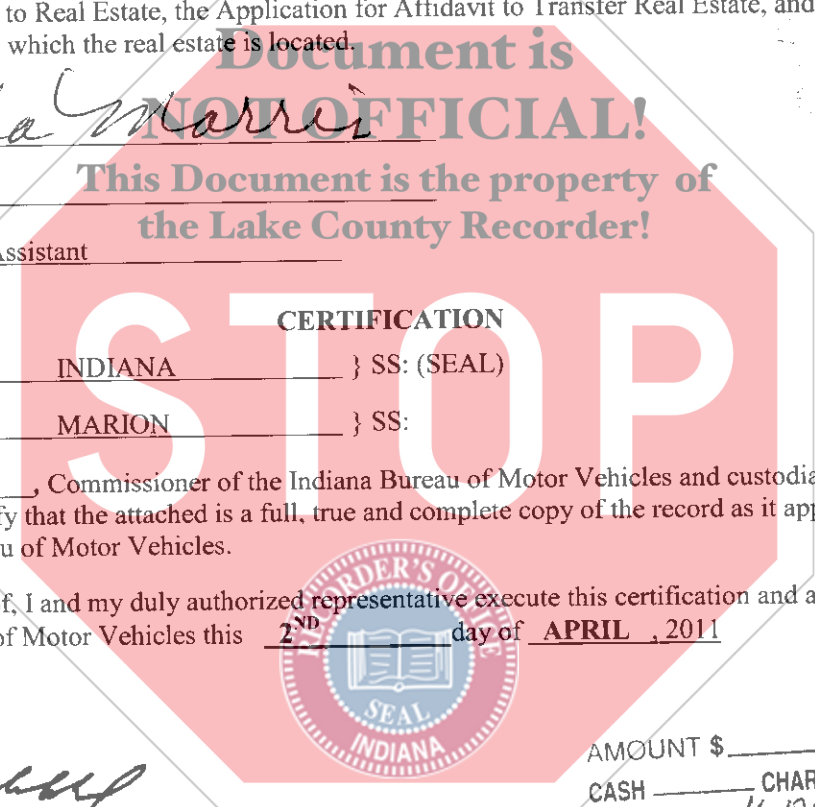 to Real Estate, the Application for Affidavit to Transfer Real Estate, and
which the real estate is located.
Document is
Marris
NOT OFFICIAL!
This Document is the property of
the Lake County Recorder!
Assistant
STOP
CERTIFICATION
INDIANA } SS: (SEAL)
MARION } SS:
, Commissioner of the Indiana Bureau of Motor Vehicles and custodia
fy that the attached is a full, true and complete copy of the record as it app
u of Motor Vehicles.
f, I and my duly authorized representative execute this certification and a
of Motor Vehicles this 2ND day of APRIL , 2011
RECORDER'S OFFICE
SEAL
INDIANA
AMOUNT $
CASH CHAR